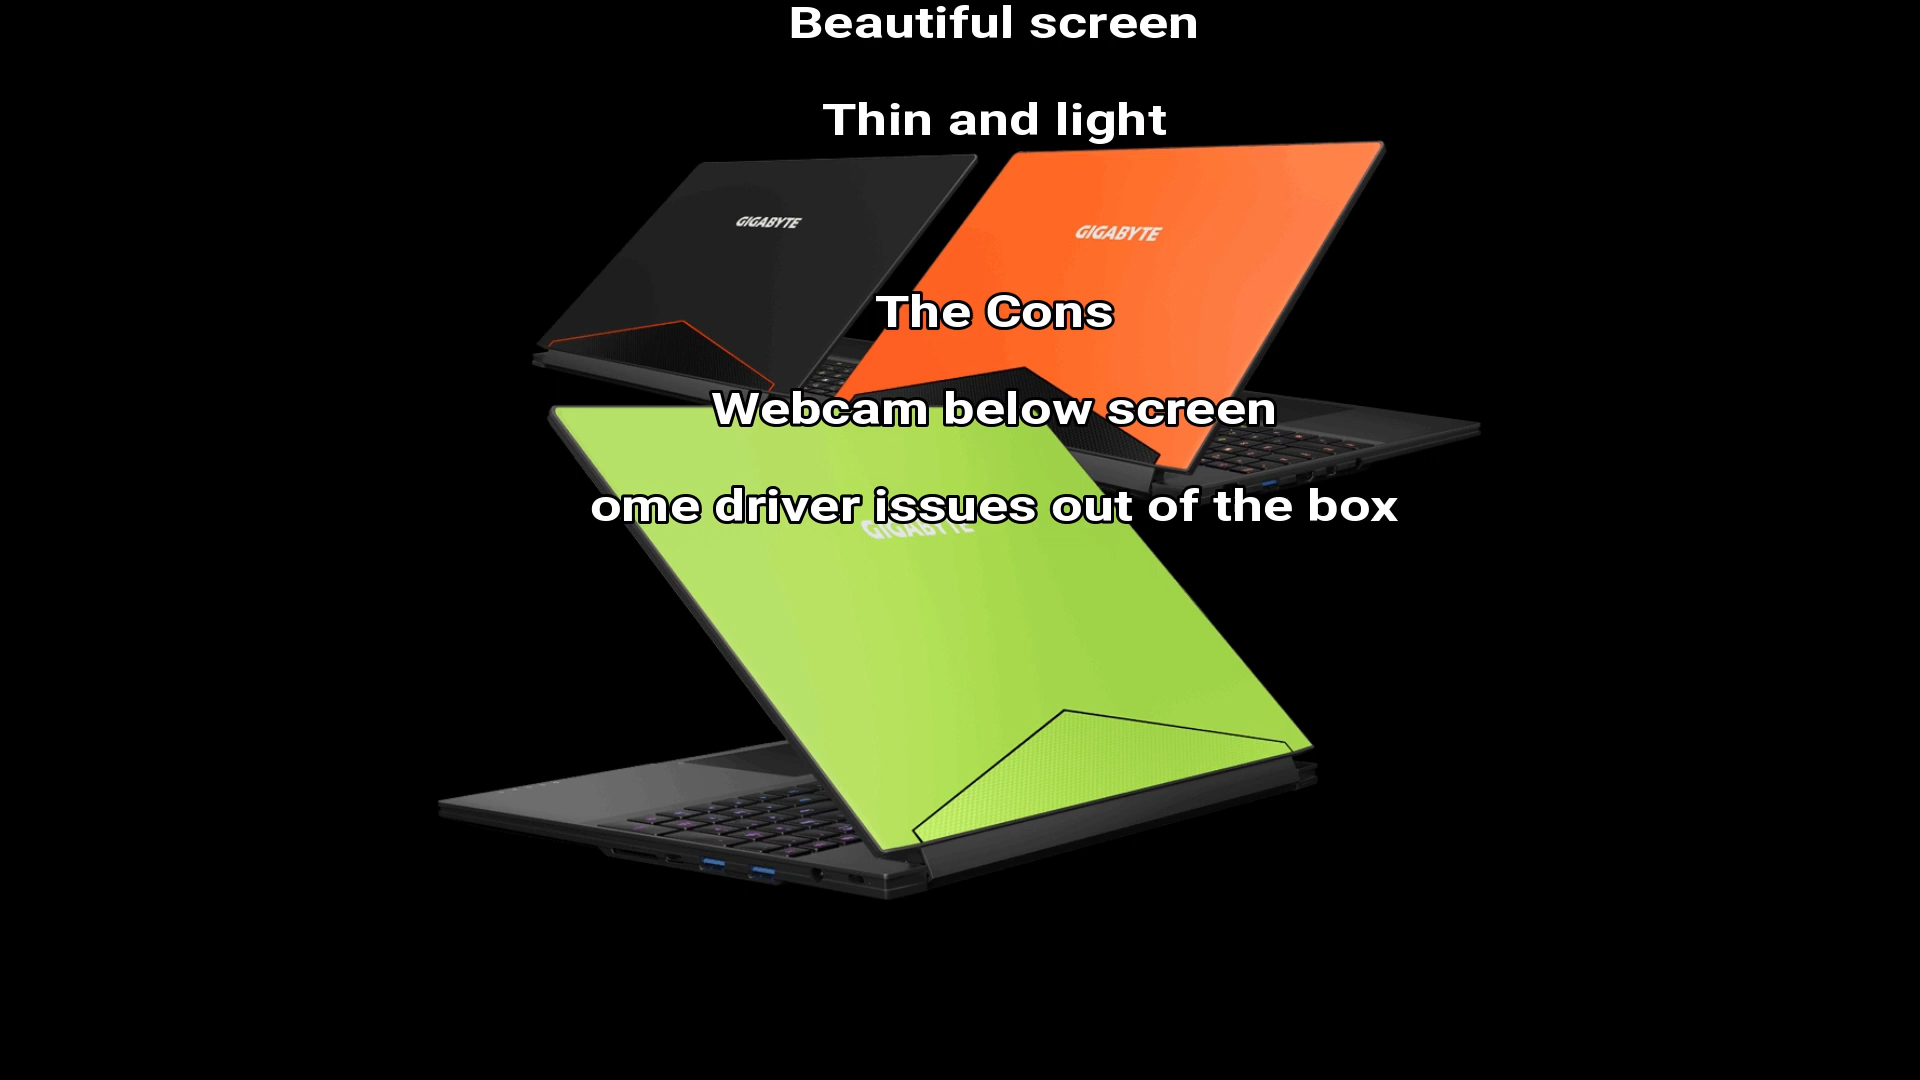 Beautiful screen
Thin and light
GIGABYTE
GIGABYTE
The Cons
Webcam below screen
ome driver issues out of the box
GIGABYTE